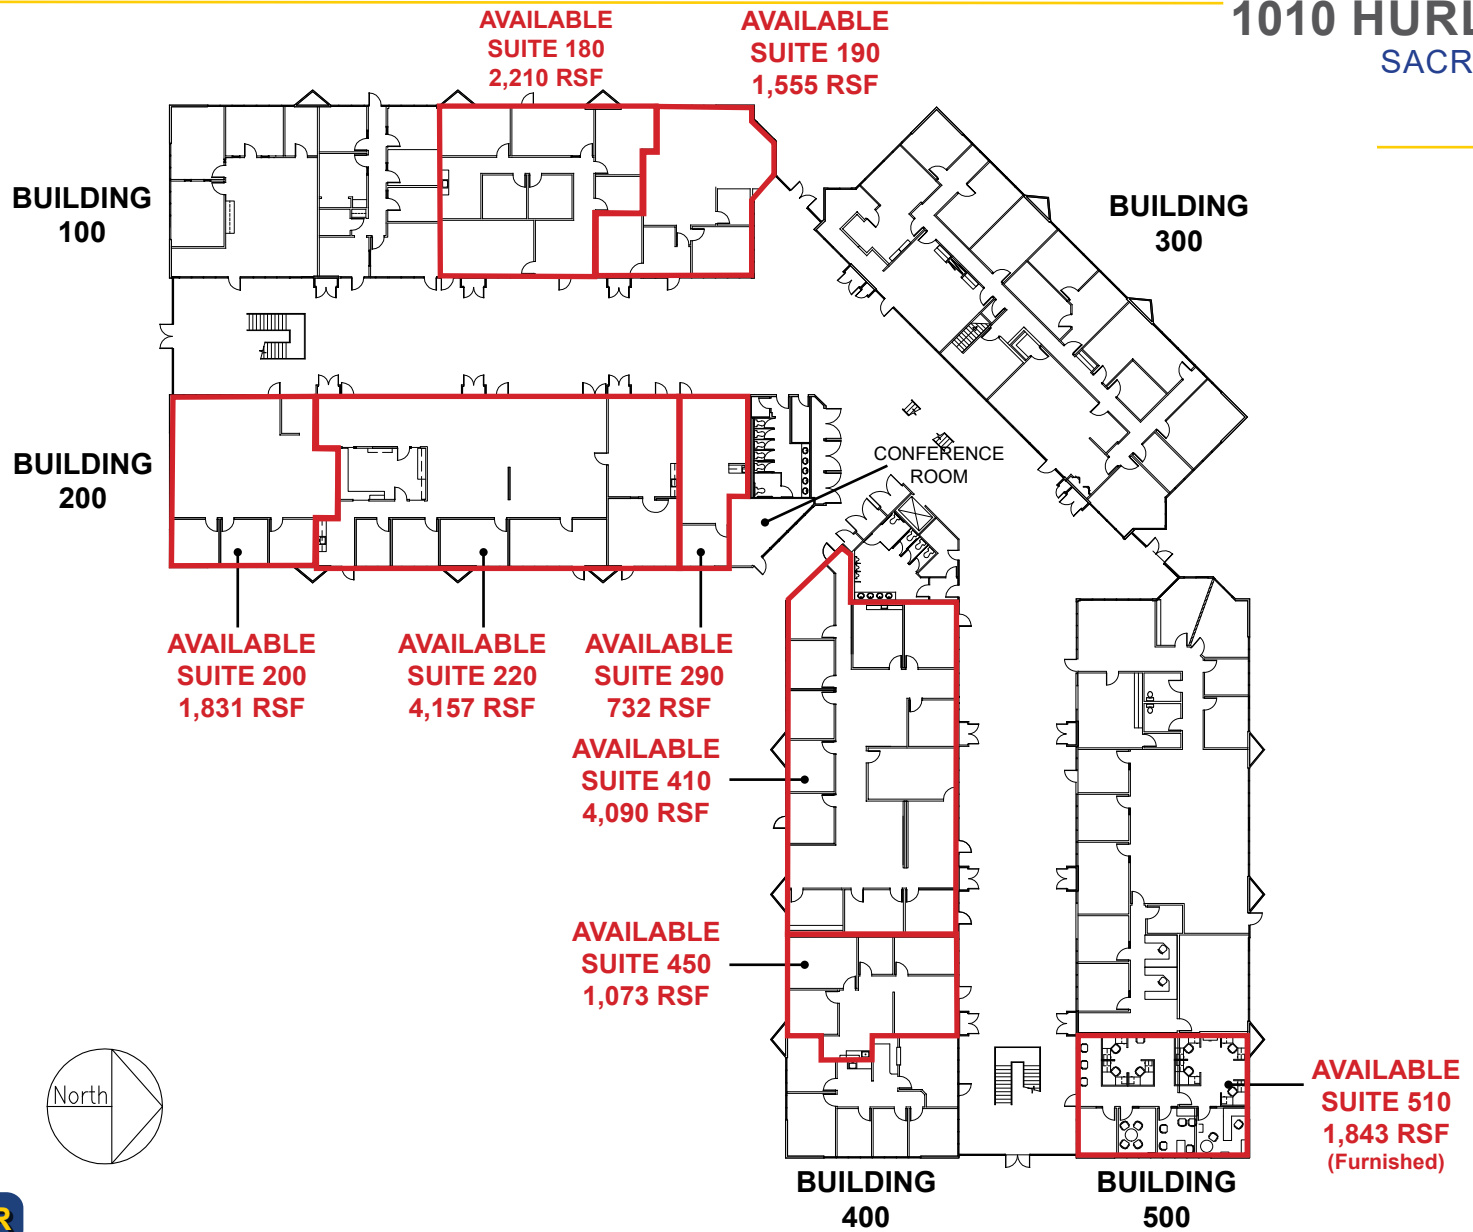 1010 HURL
SACR
AVAILABLE
SUITE 180
2,210 RSF
AVAILABLE
SUITE 190
1,555 RSF
BUILDING
100
BUILDING
300
BUILDING
200
CONFERENCE
ROOM
AVAILABLE
SUITE 200
1,831 RSF
AVAILABLE
SUITE 220
4,157 RSF
AVAILABLE
SUITE 290
732 RSF
AVAILABLE
SUITE 410
4,090 RSF
AVAILABLE
SUITE 450
1,073 RSF
North
AVAILABLE
SUITE 510
1,843 RSF
(Furnished)
BUILDING
400
BUILDING
500
R